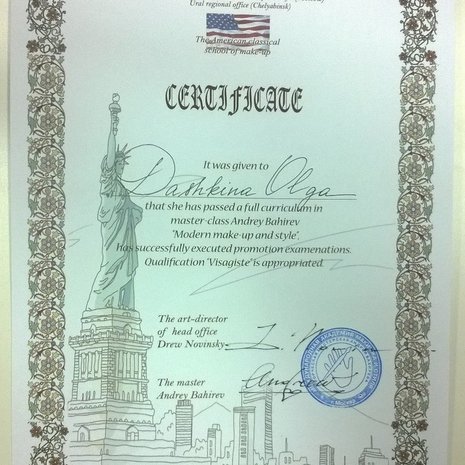 Ural regional office (Chelyabinsk)
The American classical
school of make-up
CERTIFICATE
It was given to
Dashkina Olga
that she has passed a full curriculum in
master-class Andrey Bahirev
"Modern make-up and style".
Has successfully executed promotion examenations.
Qualification "Visagiste" is appropriated.
The art-director
of head office
Drew Novinsky
The master
Andrey Bahirev